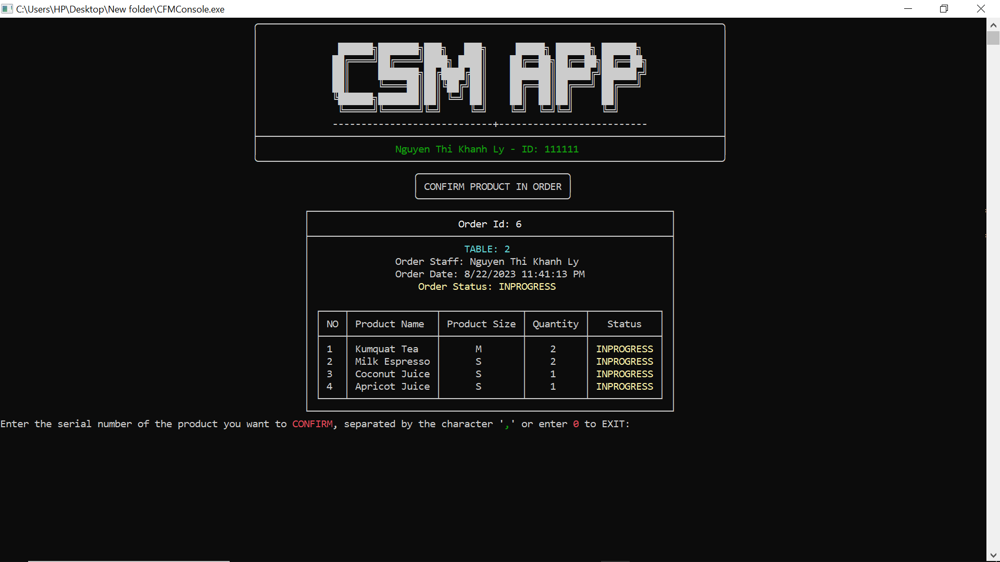 C:\Users\HP\Desktop\New folder\CFMConsole.exe
CSM APP
---------------------------+--------------------------
Nguyen Thi Khanh Ly - ID: 111111
CONFIRM PRODUCT IN ORDER
Order Id: 6
TABLE: 2
Order Staff: Nguyen Thi Khanh Ly
Order Date: 8/22/2023 11:41:13 PM
Order Status: INPROGRESS
NO Product Name Product Size Quantity Status
1 Kumquat Tea M 2 INPROGRESS
2 Milk Espresso S 2 INPROGRESS
3 Coconut Juice S 1 INPROGRESS
4 Apricot Juice S 1 INPROGRESS
Enter the serial number of the product you want to CONFIRM, separated by the character ',' or enter 0 to EXIT: